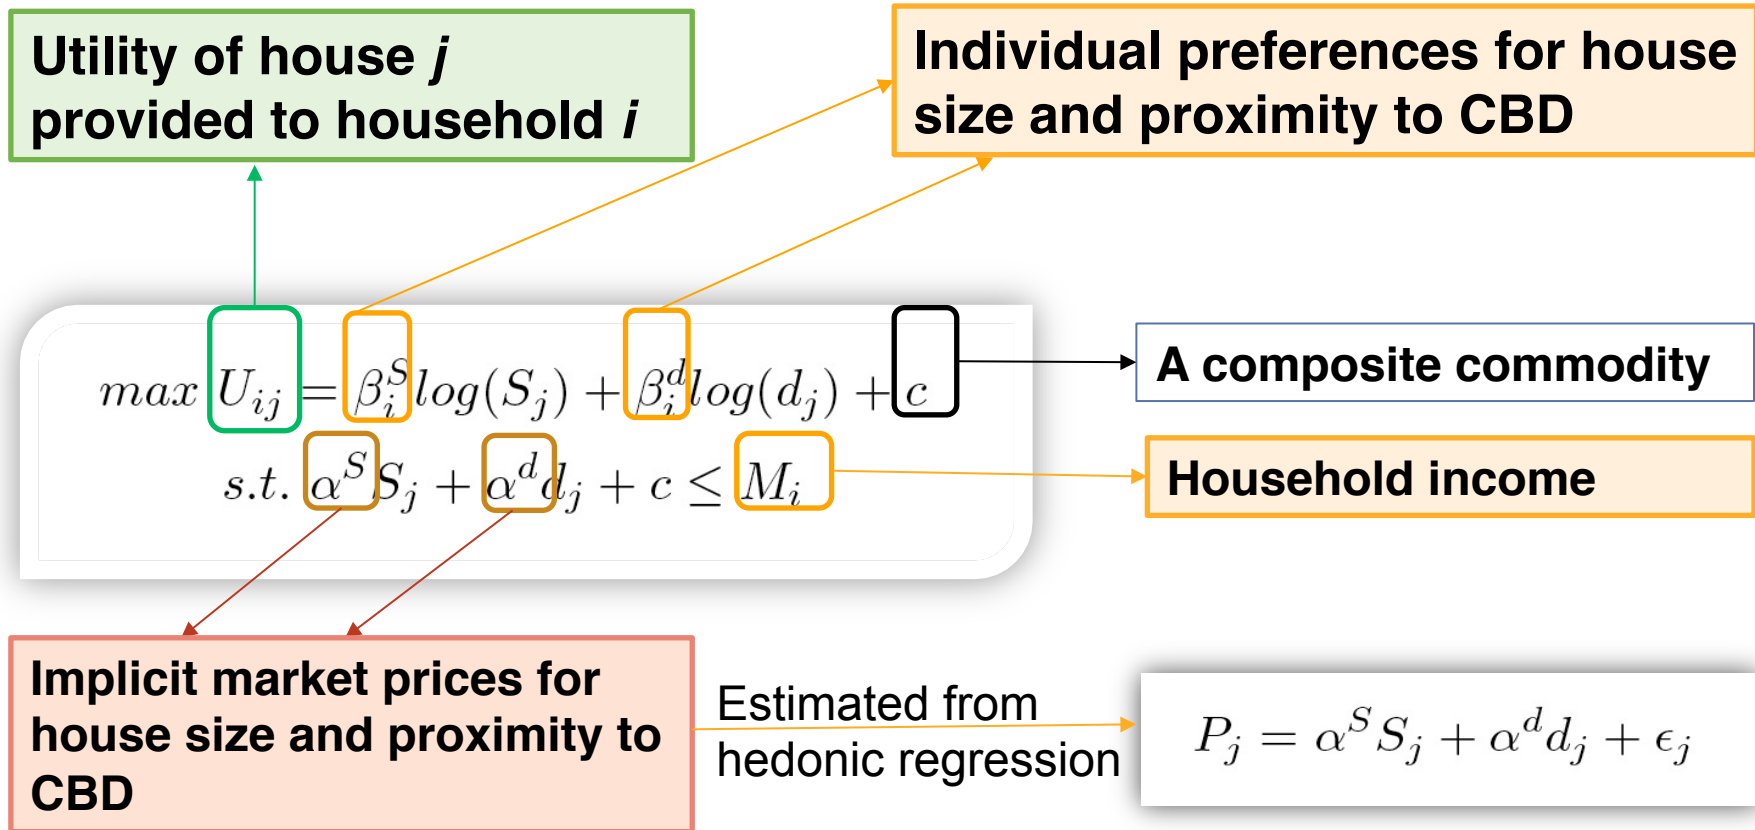 Utility of house j
provided to household i
Individual preferences for house
size and proximity to CBD
max U_{ij} = β_i^S log(S_j) + β_i^d log(d_j) + c
s.t. α^S S_j + α^d d_j + c ≤ M_i
A composite commodity
Household income
Implicit market prices for
house size and proximity to
CBD
Estimated from
hedonic regression
P_j = α^S S_j + α^d d_j + ϵ_j